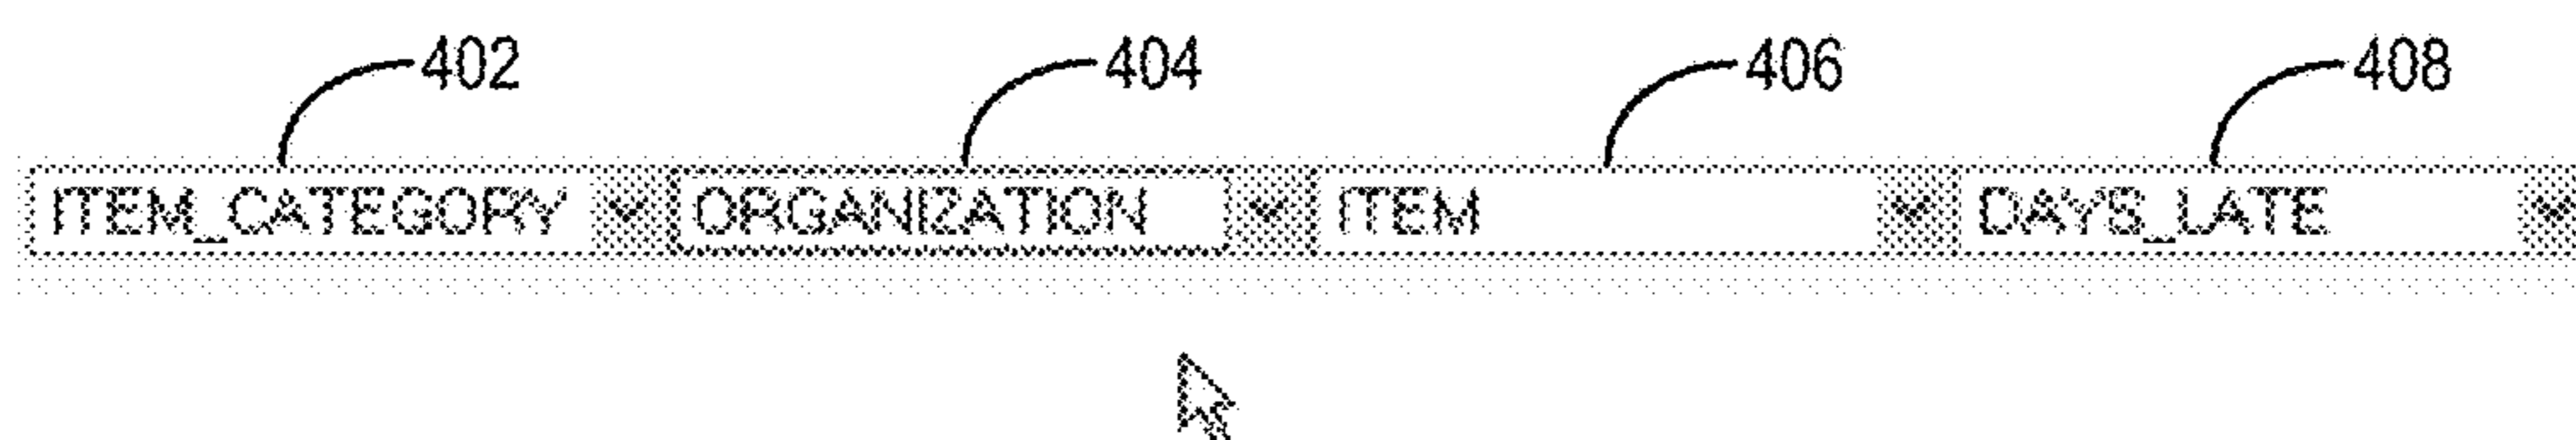 402 404 406 408
ITEM_CATEGORY ORGANIZATION ITEM DAYS_LATE